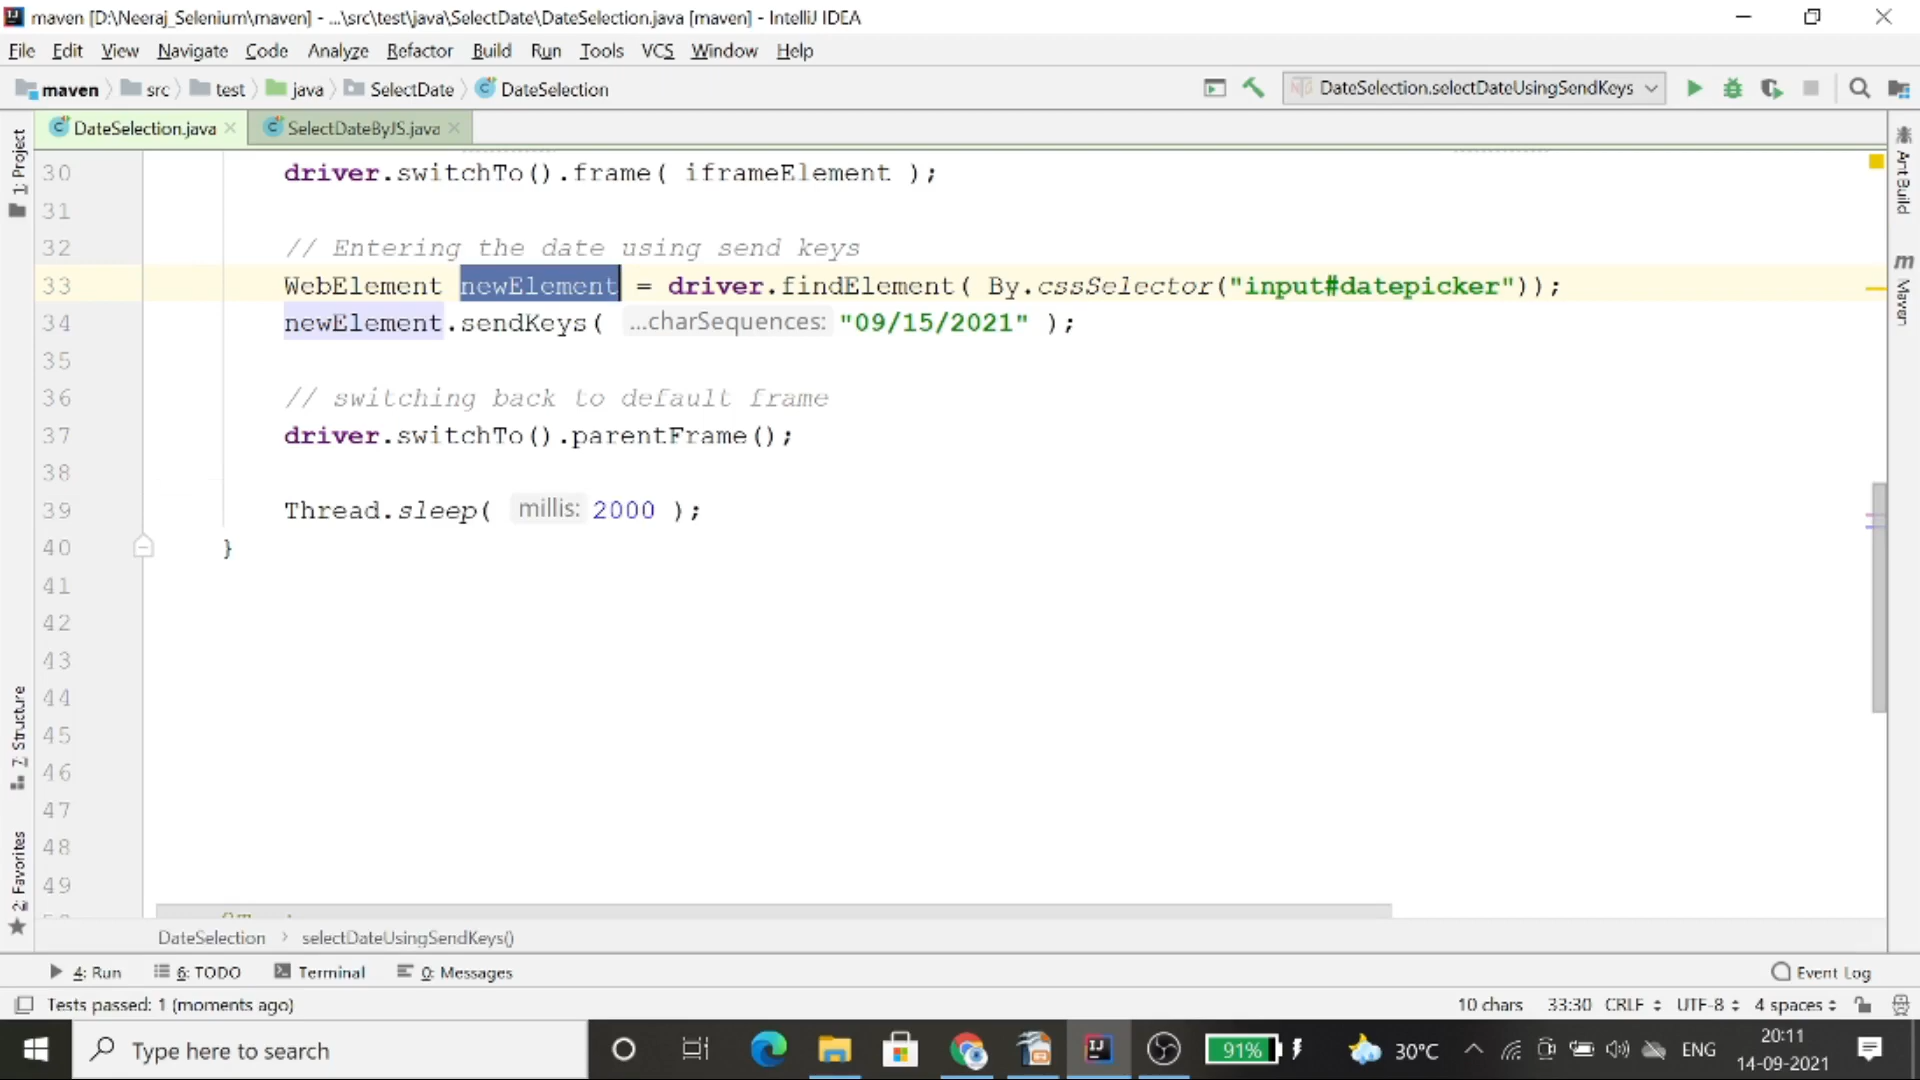 maven [D:\Neeraj_Selenium\maven] - ...\src\test\java\SelectDate\DateSelection.java [maven] - IntelliJ IDEA
File Edit View Navigate Code Analyze Refactor Build Run Tools VCS Window Help
maven src test java SelectDate DateSelection DateSelection.selectDateUsingSendKeys
DateSelection.java SelectDateByJS.java
1: Project
7: Structure
2: Favorites
Ant Build
m Maven
30 driver.switchTo().frame( iframeElement );
31
32 // Entering the date using send keys
33 WebElement newElement = driver.findElement( By.cssSelector("input#datepicker"));
34 newElement.sendKeys( ...charSequences: "09/15/2021" );
35
36 // switching back to default frame
37 driver.switchTo().parentFrame();
38
39 Thread.sleep( millis: 2000 );
40 }
41
42
43
44
45
46
47
48
49
DateSelection > selectDateUsingSendKeys()
4: Run 6: TODO Terminal 0: Messages Event Log
Tests passed: 1 (moments ago) 10 chars 33:30 CRLF UTF-8 4 spaces
Type here to search 91% 30°C ENG 20:11
14-09-2021